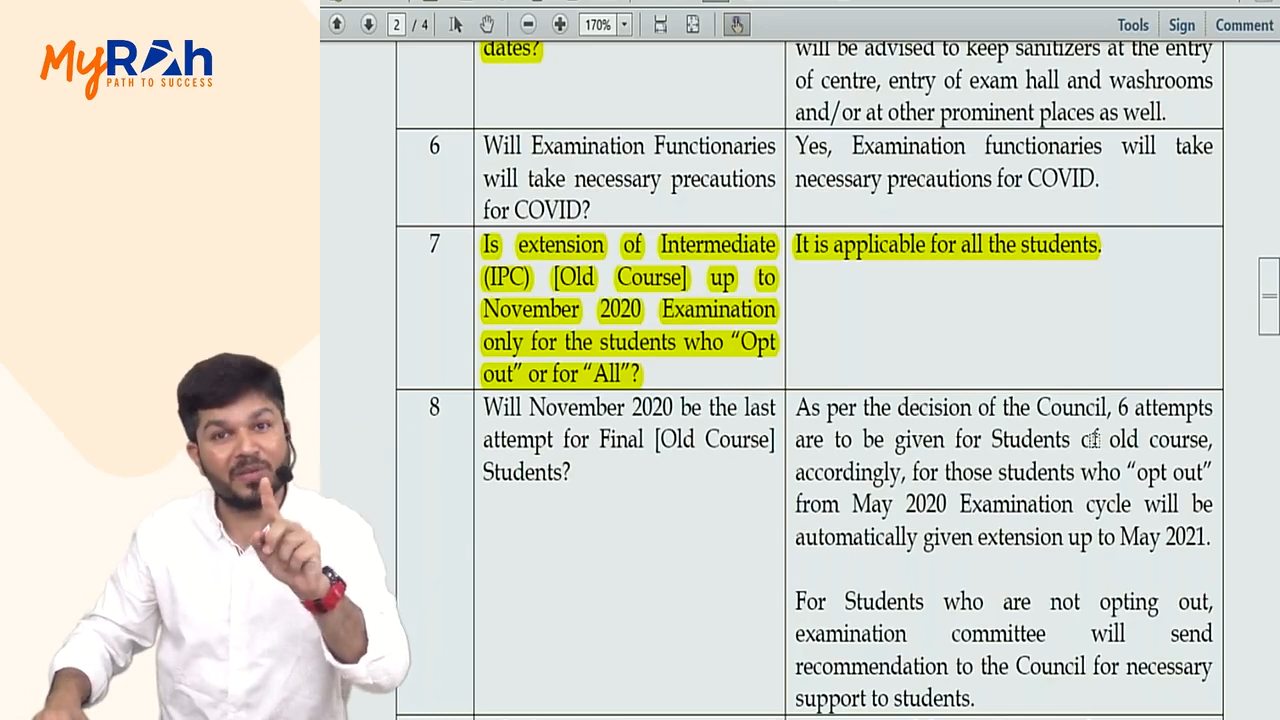 MyRAh
PATH TO SUCCESS
2 / 4
170%
Tools
Sign
Comment
dates?
will be advised to keep sanitizers at the entry
of centre, entry of exam hall and washrooms
and/or at other prominent places as well.
6
Will Examination Functionaries
will take necessary precautions
for COVID?
Yes, Examination functionaries will take
necessary precautions for COVID.
7
Is extension of Intermediate
(IPC) [Old Course] up to
November 2020 Examination
only for the students who “Opt
out” or for “All”?
It is applicable for all the students.
8
Will November 2020 be the last
attempt for Final [Old Course]
Students?
As per the decision of the Council, 6 attempts
are to be given for Students of old course,
accordingly, for those students who “opt out”
from May 2020 Examination cycle will be
automatically given extension up to May 2021.
For Students who are not opting out,
examination committee will send
recommendation to the Council for necessary
support to students.